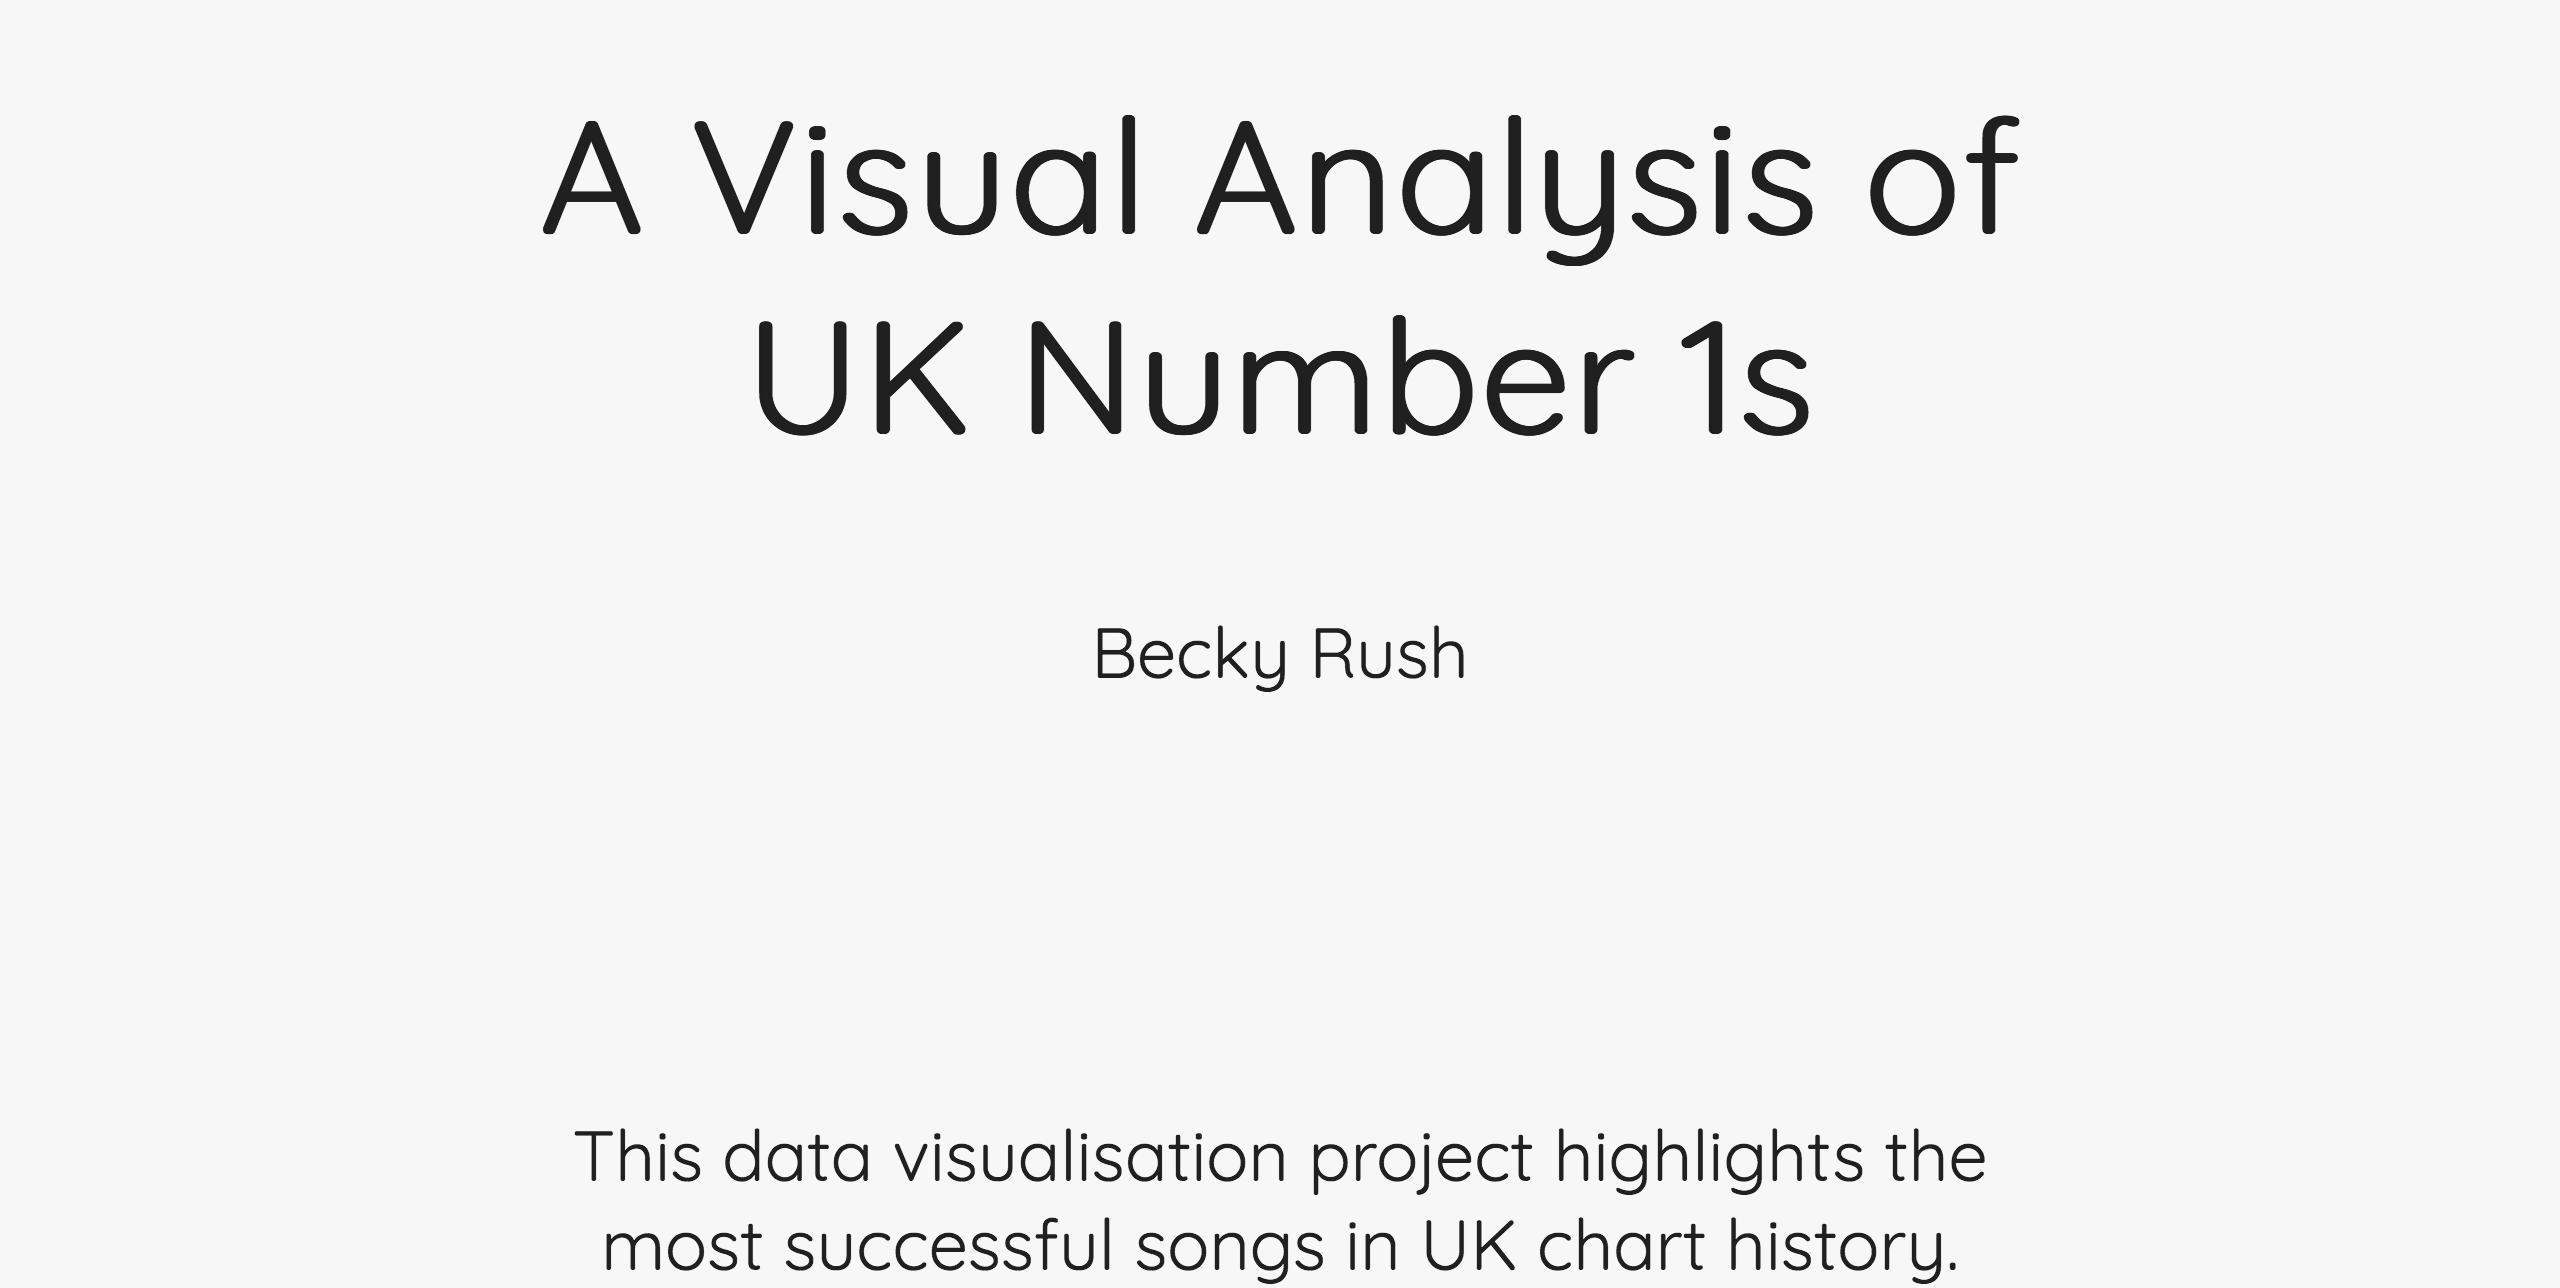 A Visual Analysis of
UK Number 1s
Becky Rush
This data visualisation project highlights the
most successful songs in UK chart history.